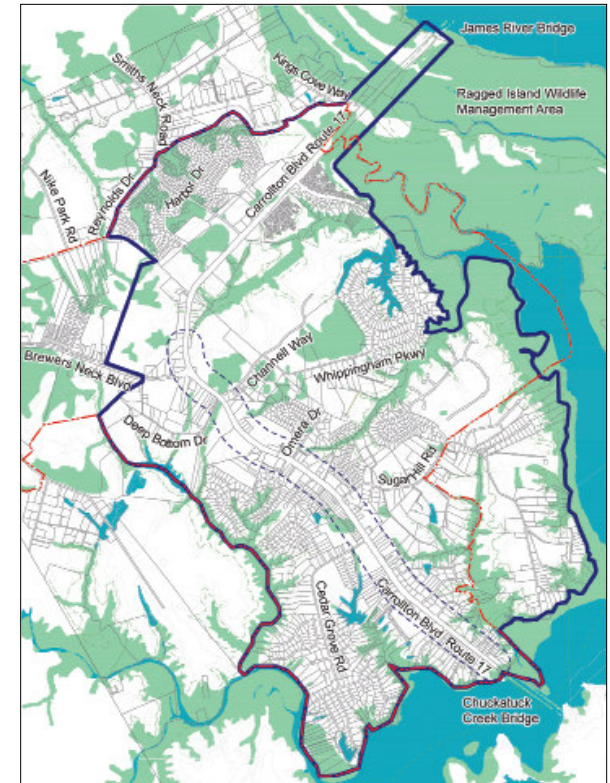 James River Bridge
Kings Cove Way
Smiths Neck Road
Ragged Island Wildlife
Management Area
Carrollton Blvd Route 17
Reynolds Dr
Harbor Dr
Nike Park Rd
Channell Way
Whippingham Pkwy
Brewers Neck Blvd
Deep Bottom Dr
Omera Dr
Sugar Hill Rd
Cedar Grove Rd
Carrollton Blvd Route 17
Chuckatuck
Creek Bridge